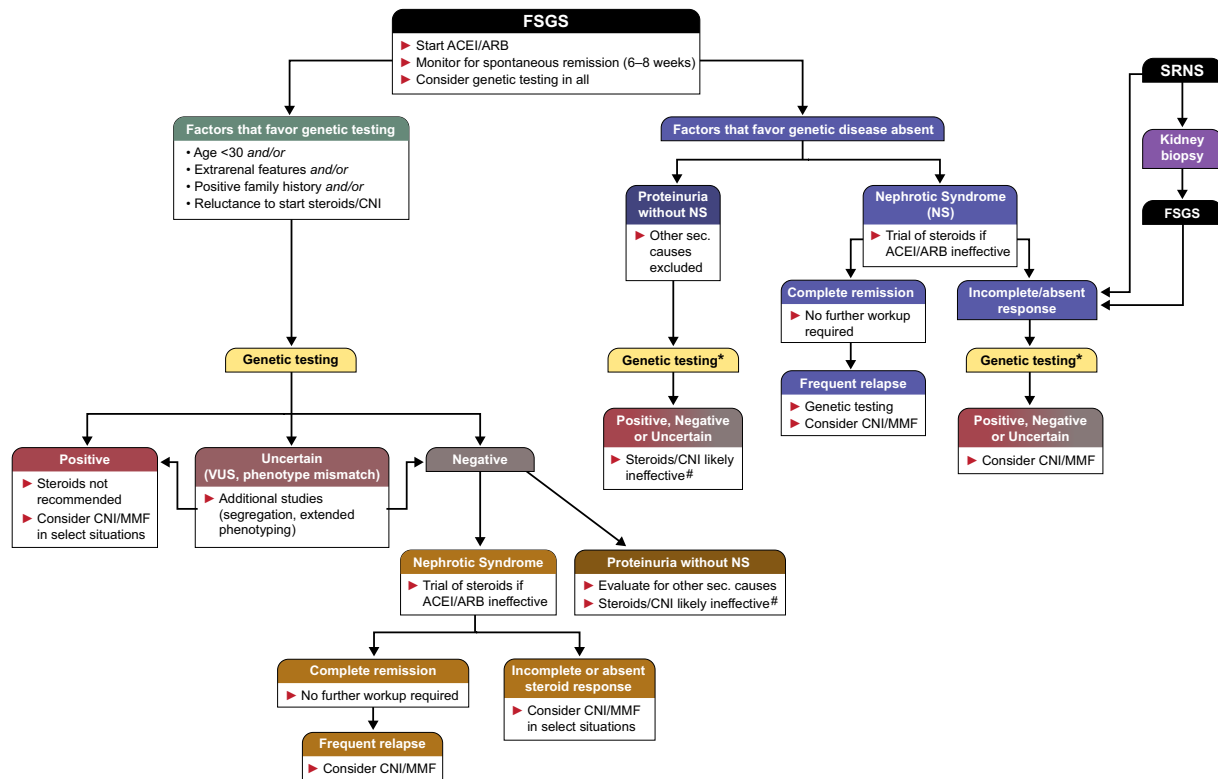 FSGS
► Start ACEI/ARB
► Monitor for spontaneous remission (6–8 weeks)
► Consider genetic testing in all
SRNS
Kidney
biopsy
FSGS
Factors that favor genetic testing
• Age <30 and/or
• Extrarenal features and/or
• Positive family history and/or
• Reluctance to start steroids/CNI
Factors that favor genetic disease absent
Proteinuria
without NS
► Other sec.
causes
excluded
Nephrotic Syndrome
(NS)
► Trial of steroids if
ACEI/ARB ineffective
Complete remission
► No further workup
required
Incomplete/absent
response
Genetic testing
Genetic testing*
Frequent relapse
► Genetic testing
► Consider CNI/MMF
Genetic testing*
Positive, Negative
or Uncertain
► Steroids/CNI likely
ineffective#
Positive, Negative
or Uncertain
► Consider CNI/MMF
Positive
► Steroids not
recommended
► Consider CNI/MMF
in select situations
Uncertain
(VUS, phenotype mismatch)
► Additional studies
(segregation, extended
phenotyping)
Negative
Nephrotic Syndrome
► Trial of steroids if
ACEI/ARB ineffective
Proteinuria without NS
► Evaluate for other sec. causes
► Steroids/CNI likely ineffective#
Complete remission
► No further workup required
Incomplete or absent
steroid response
► Consider CNI/MMF
in select situations
Frequent relapse
► Consider CNI/MMF